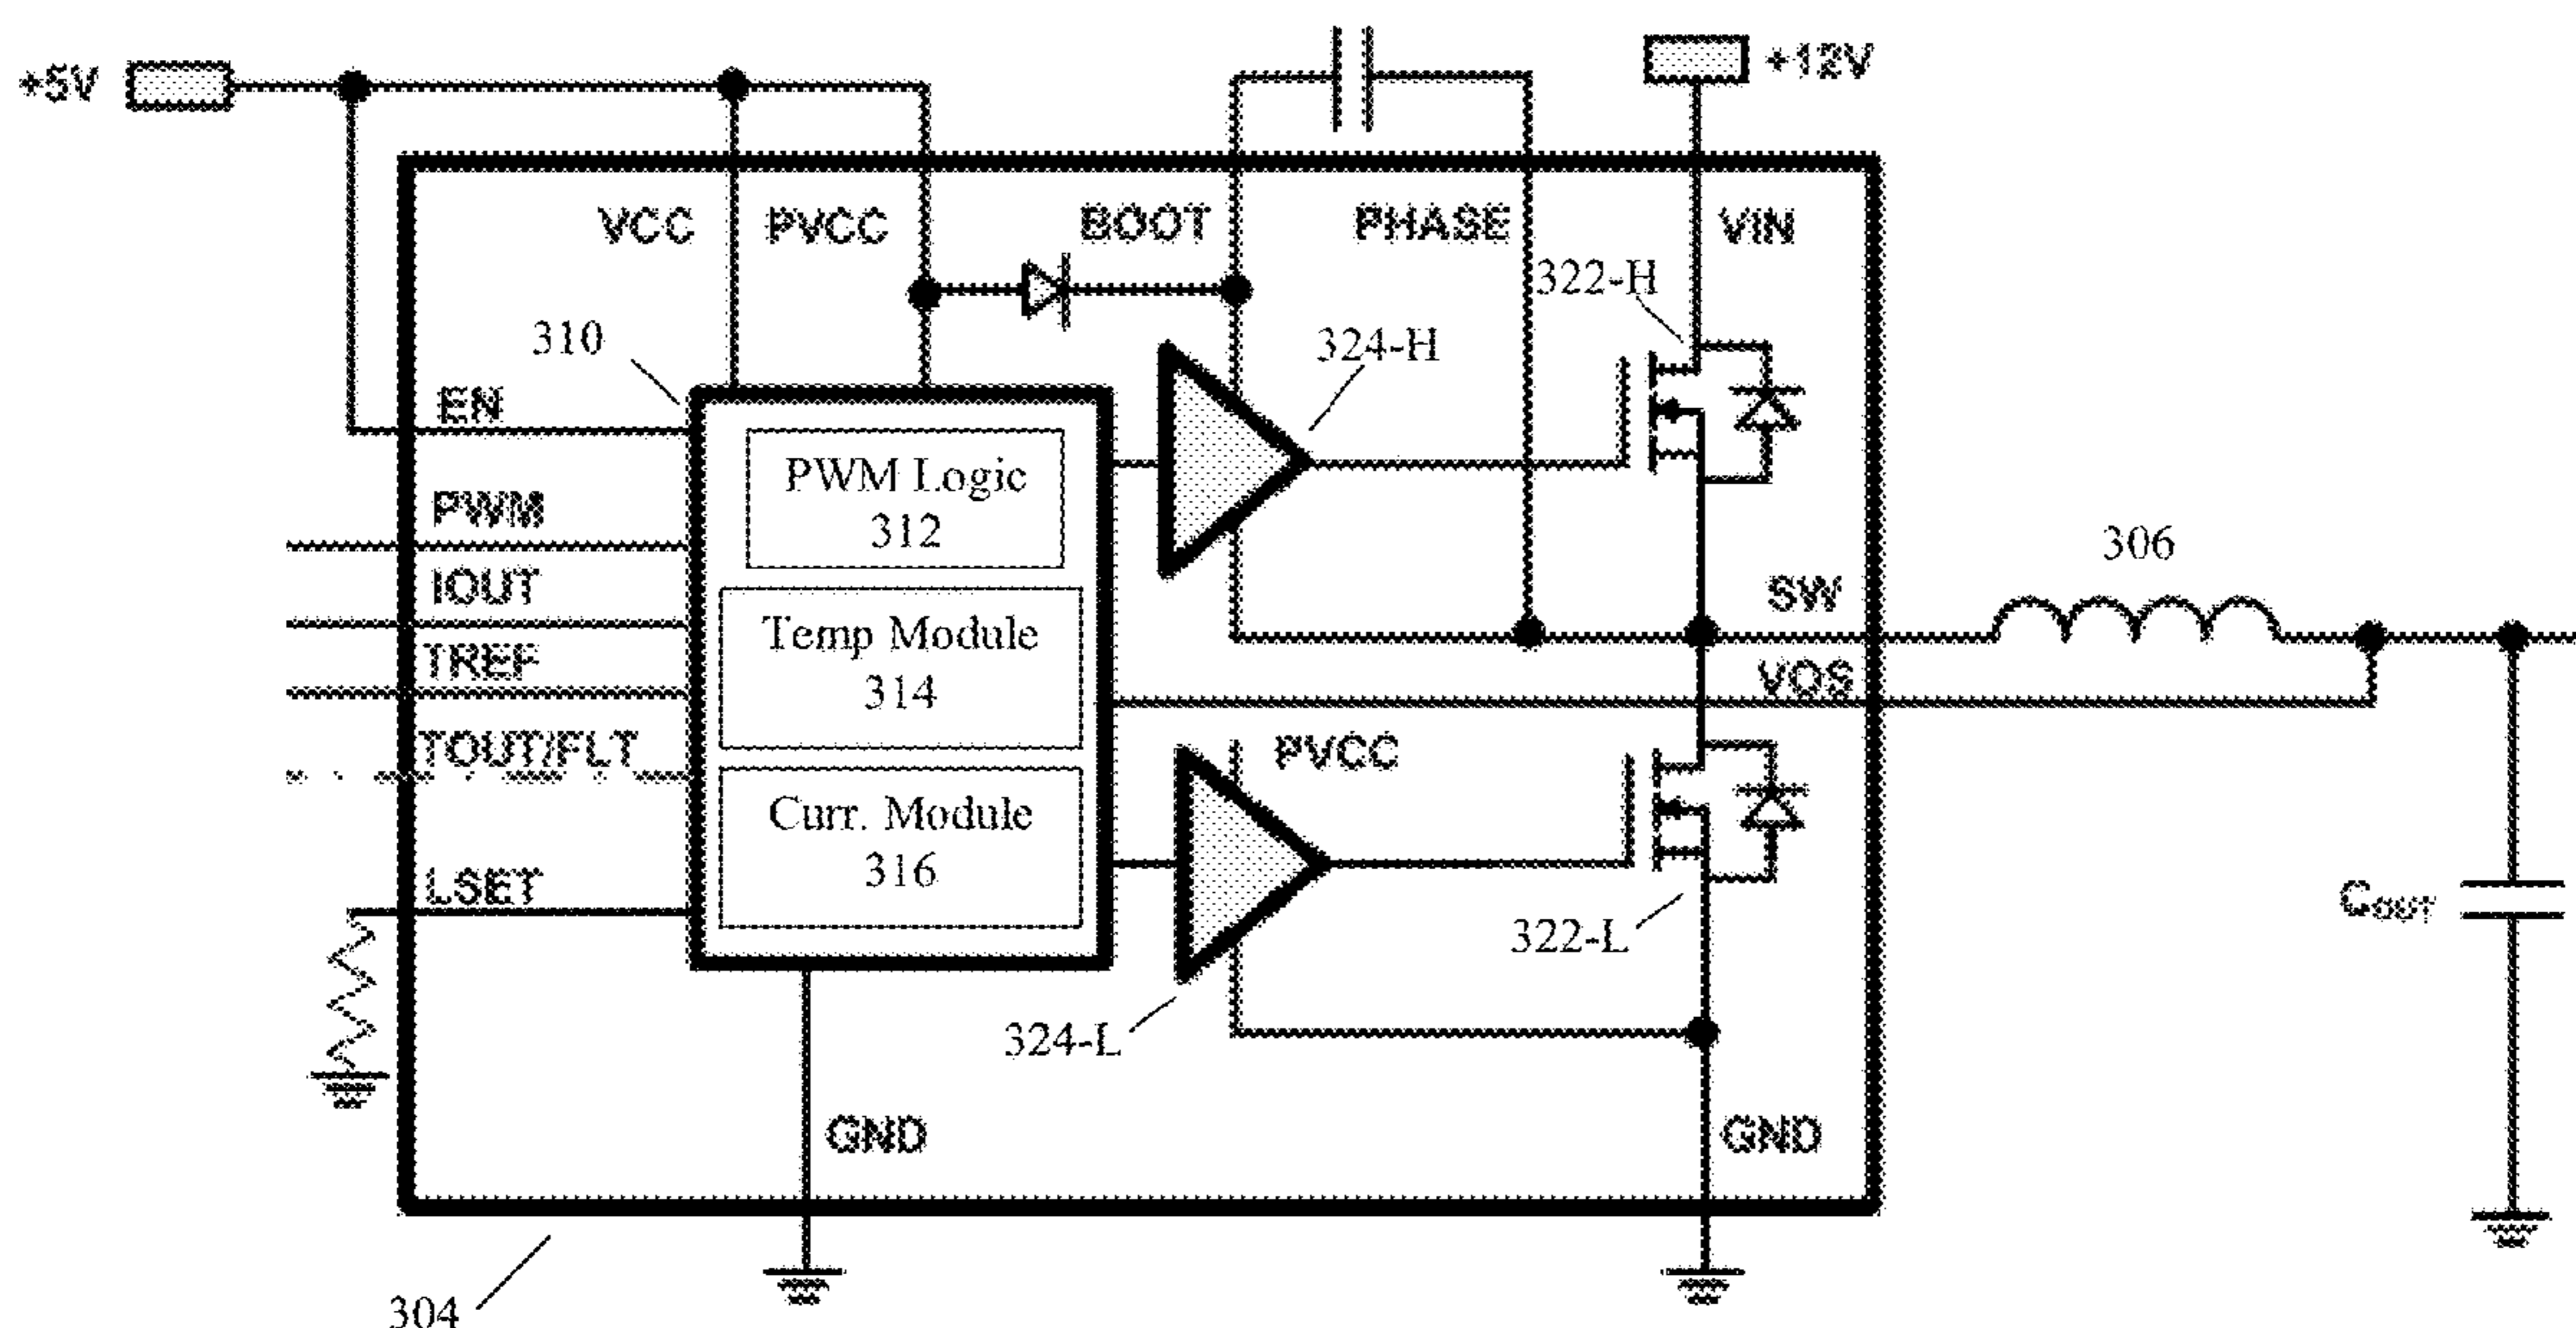 +5V
+12V
VCC
PVCC
BOOT
PHASE
VIN
322-H
310
324-H
EN
PWM Logic
312
PWM
306
IOUT
SW
Temp Module
314
TREF
VOS
TOUT/FLT
PVCC
Curr. Module
316
LSET
COUT
322-L
324-L
GND
GND
304